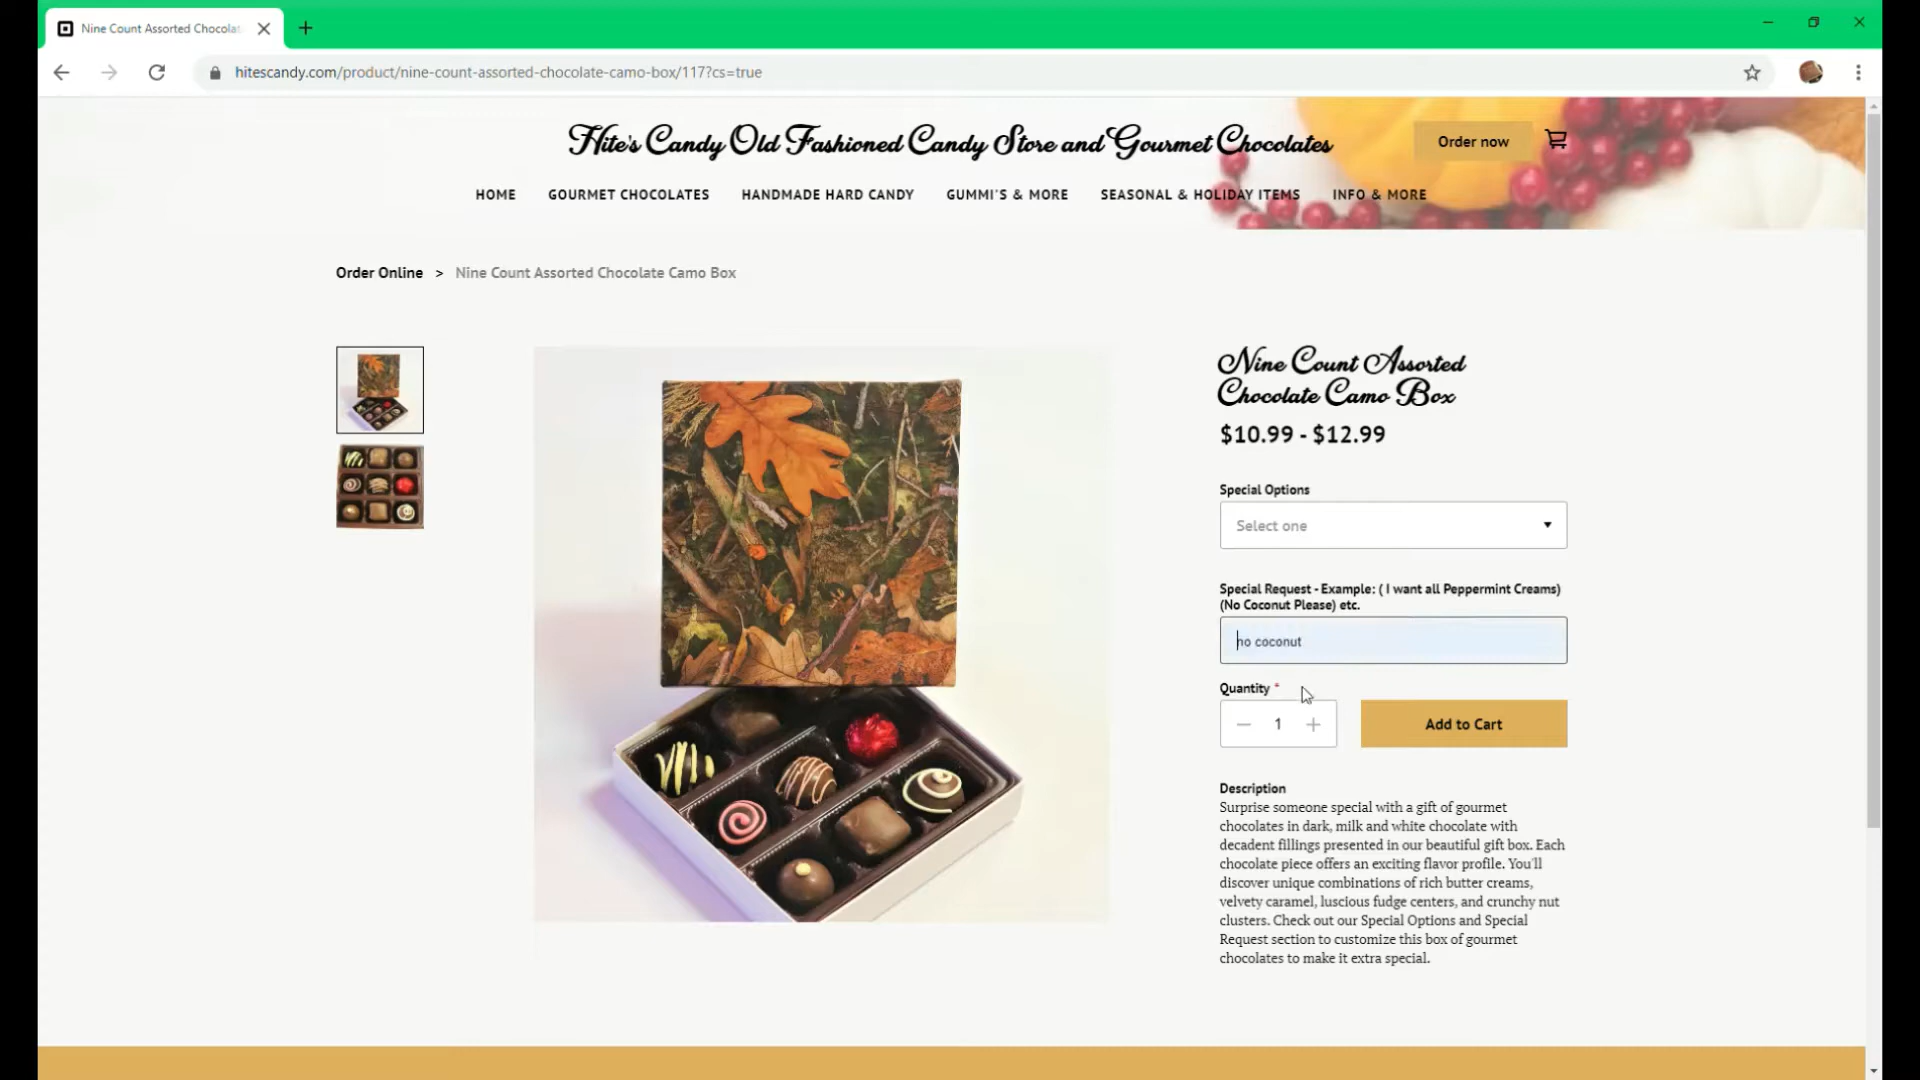 Nine Count Assorted Chocolat
hitescandy.com/product/nine-count-assorted-chocolate-camo-box/117?cs=true
Hite's Candy Old Fashioned Candy Store and Gourmet Chocolates
Order now
HOME
GOURMET CHOCOLATES
HANDMADE HARD CANDY
GUMMI'S & MORE
SEASONAL & HOLIDAY ITEMS
INFO & MORE
Order Online > Nine Count Assorted Chocolate Camo Box
Nine Count Assorted
Chocolate Camo Box
$10.99 - $12.99
Special Options
Select one
Special Request - Example: ( I want all Peppermint Creams)
(No Coconut Please) etc.
no coconut
Quantity *
1
Add to Cart
Description
Surprise someone special with a gift of gourmet
chocolates in dark, milk and white chocolate with
decadent fillings presented in our beautiful gift box. Each
chocolate piece offers an exciting flavor profile. You'll
discover unique combinations of rich butter creams,
velvety caramel, luscious fudge centers, and crunchy nut
clusters. Check out our Special Options and Special
Request section to customize this box of gourmet
chocolates to make it extra special.